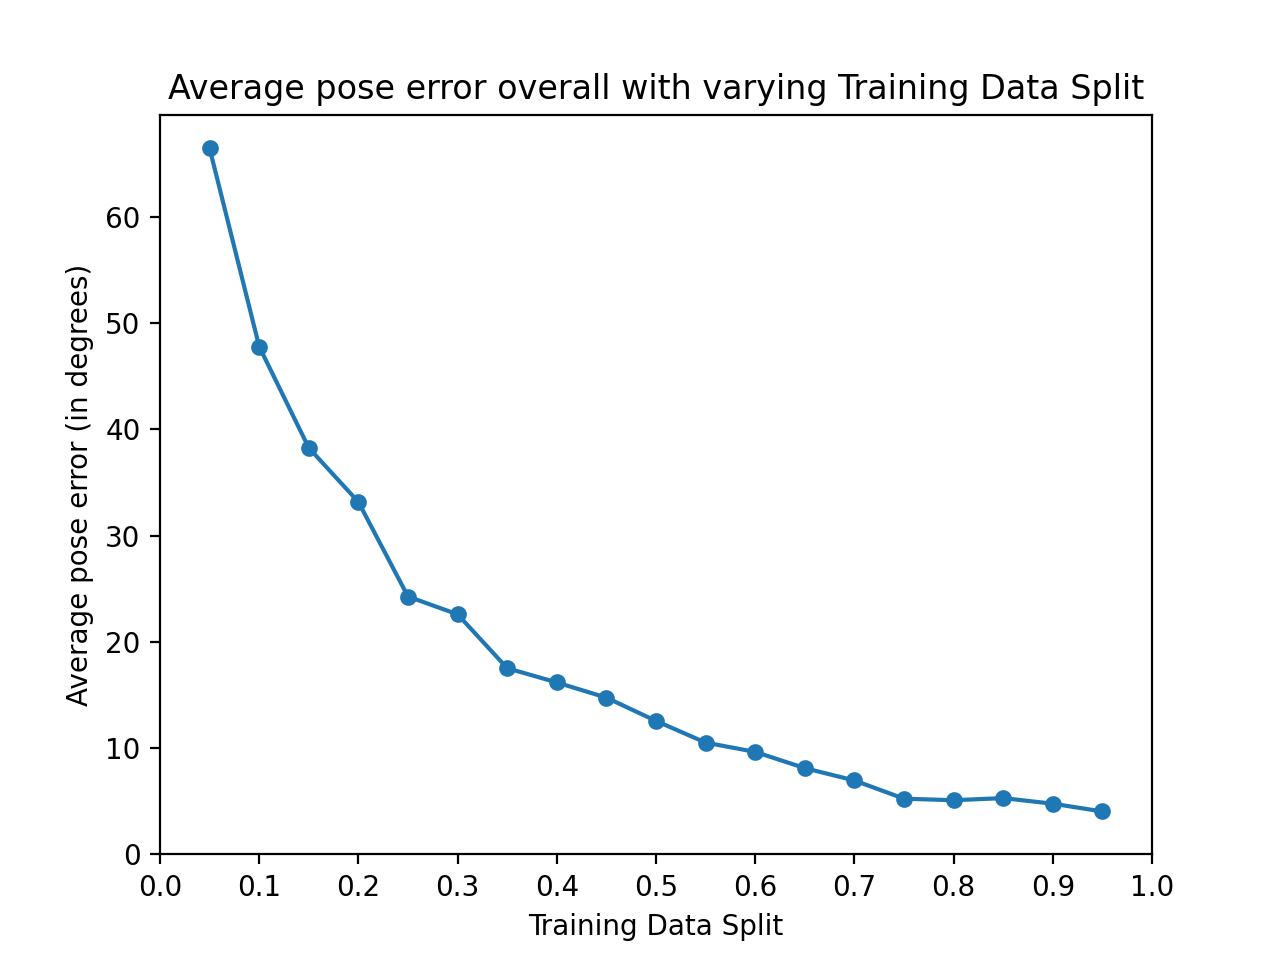 Average pose error overall with varying Training Data Split
Average pose error (in degrees)
60
50
40
30
20
10
0
0.0 0.1 0.2 0.3 0.4 0.5 0.6 0.7 0.8 0.9 1.0
Training Data Split